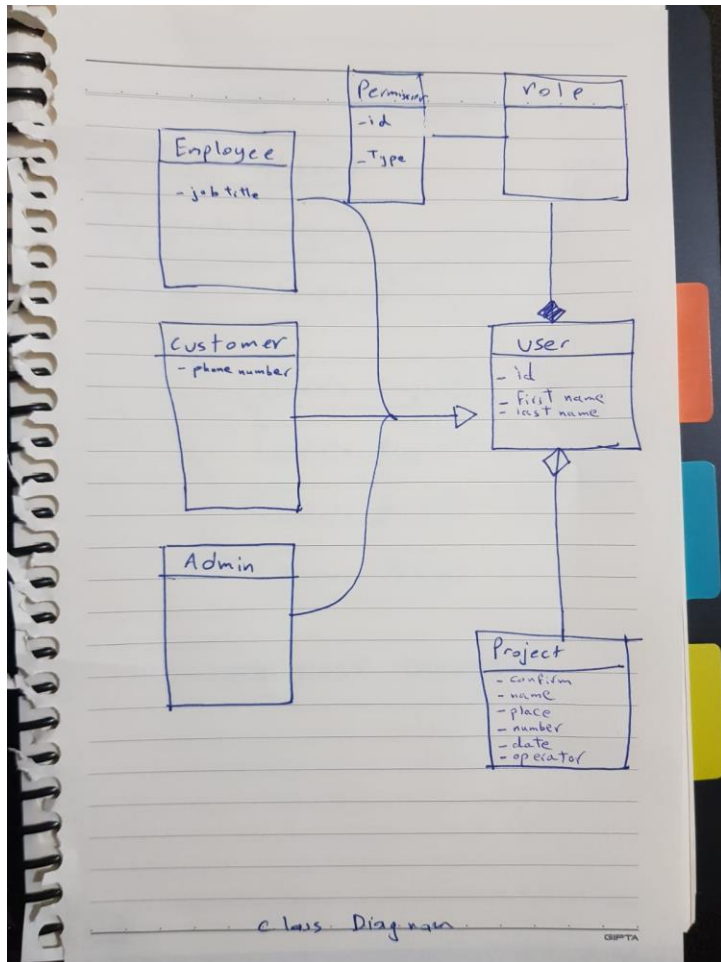 Permission
- id
- Type
role
Employee
- job title
Customer
- phone number
user
- id
- first name
- last name
Admin
Project
- confirm
- name
- place
- number
- date
- operator
class Diagram
GIPTA